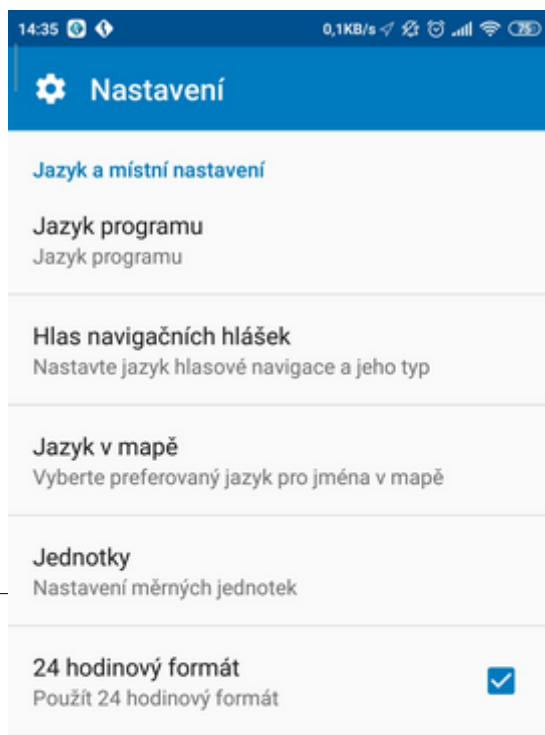 14:35 0,1KB/s 75
Nastavení
Jazyk a místní nastavení
Jazyk programu
Jazyk programu
Hlas navigačních hlášek
Nastavte jazyk hlasové navigace a jeho typ
Jazyk v mapě
Vyberte preferovaný jazyk pro jména v mapě
Jednotky
Nastavení měrných jednotek
24 hodinový formát
Použít 24 hodinový formát